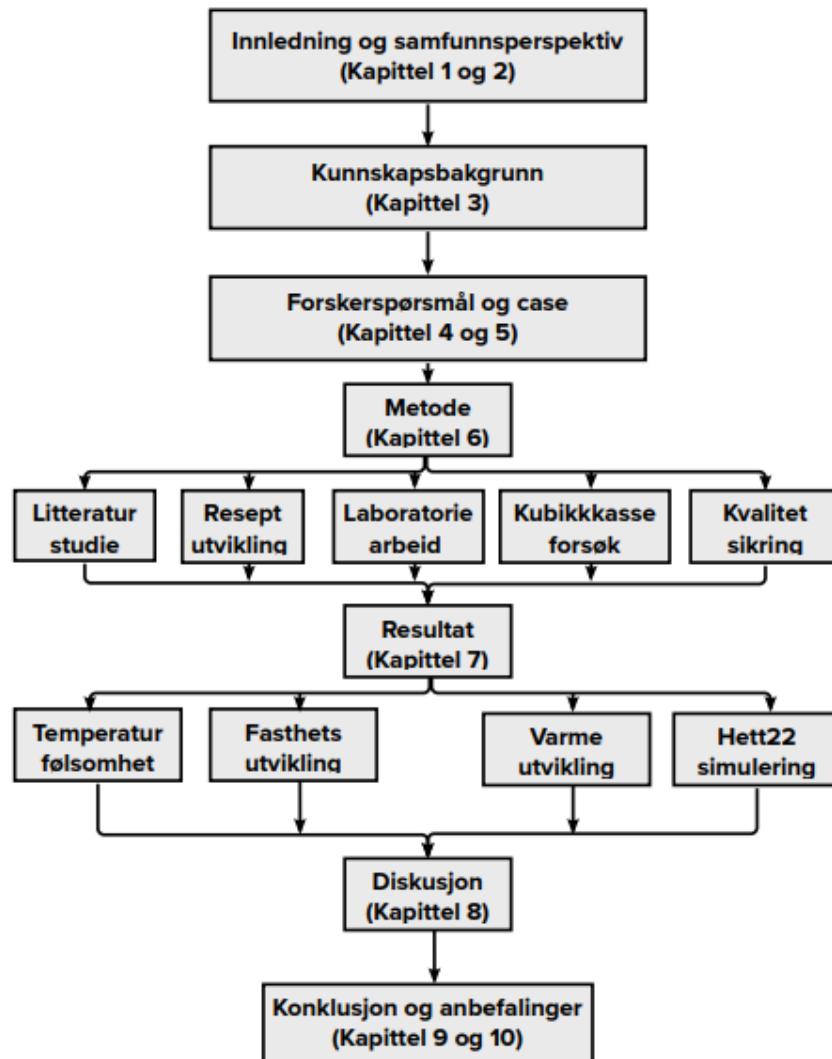 Innledning og samfunnsperspektiv
(Kapittel 1 og 2)
Kunnskapsbakgrunn
(Kapittel 3)
Forskerspørsmål og case
(Kapittel 4 og 5)
Metode
(Kapittel 6)
Litteratur
studie
Resept
utvikling
Laboratorie
arbeid
Kubikkkasse
forsøk
Kvalitet
sikring
Resultat
(Kapittel 7)
Temperatur
følsomhet
Fasthets
utvikling
Varme
utvikling
Hett22
simulering
Diskusjon
(Kapittel 8)
Konklusjon og anbefalinger
(Kapittel 9 og 10)